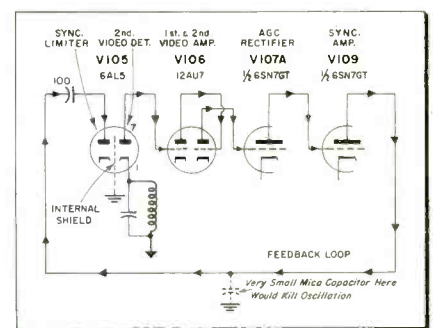 SYNC. LIMITER
2nd. VIDEO DET.
1st. & 2nd VIDEO AMP.
AGC RECTIFIER
SYNC. AMP.
V105
V106
V107A
V109
6AL5
12AU7
½ 6SN7GT
½ 6SN7GT
100
7
1
INTERNAL SHIELD
FEEDBACK LOOP
Very Small Mica Capacitor Here
Would Kill Oscillation